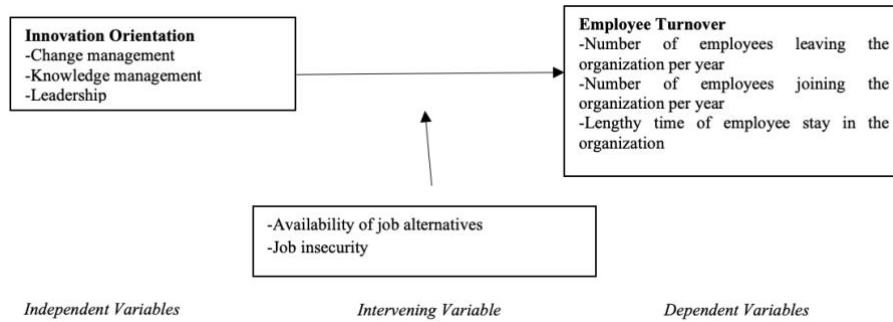 Innovation Orientation
-Change management
-Knowledge management
-Leadership
Employee Turnover
-Number of employees leaving the
organization per year
-Number of employees joining the
organization per year
-Lengthy time of employee stay in the
organization
-Availability of job alternatives
-Job insecurity
Independent Variables
Intervening Variable
Dependent Variables